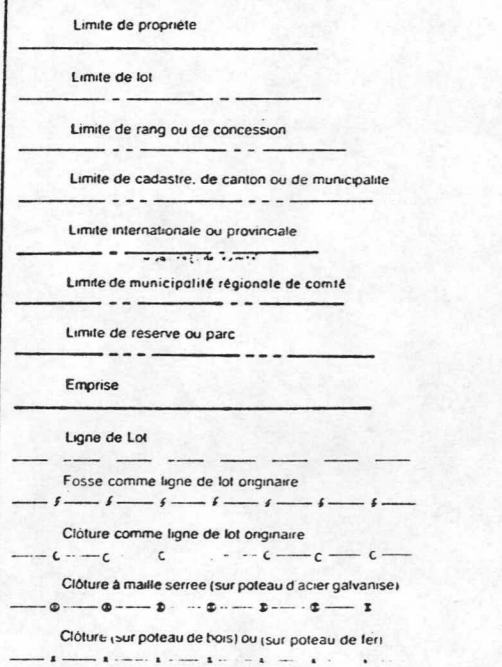 Limite de propriéte
Limite de lot
Limite de rang ou de concession
Limite de cadastre, de canton ou de municipalite
Limite internationale ou provinciale
Limite de municipalité régionale de comté
Limite de reserve ou parc
Emprise
Ligne de Lot
Fosse comme ligne de lot originaire
Clôture comme ligne de lot originaire
C C C C C C
Clôture à maille serree (sur poteau d'acier galvanise)
Clôture (sur poteau de bois) ou (sur poteau de fer)